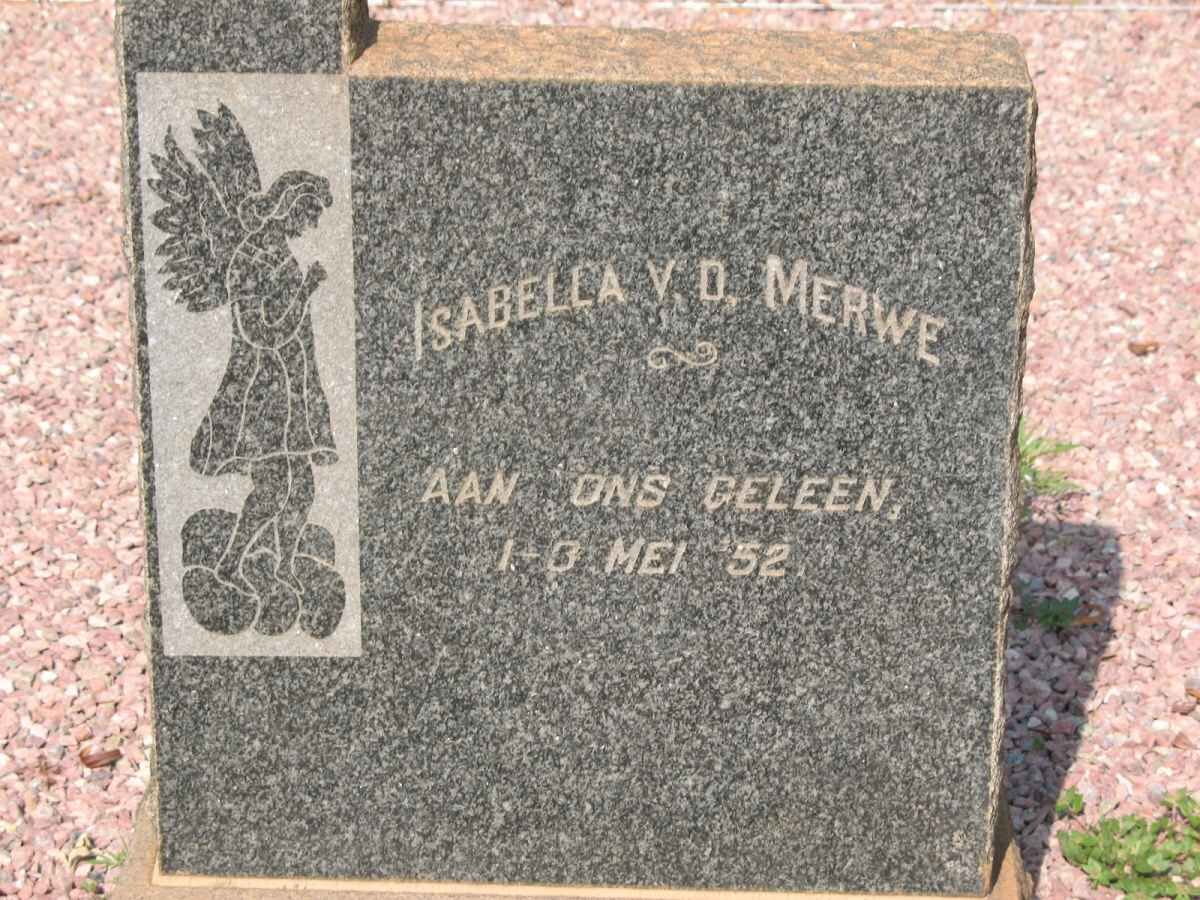 ISABELLA V. D. MERWE
AAN ONS GELEEN,
1-3 MEI '52.